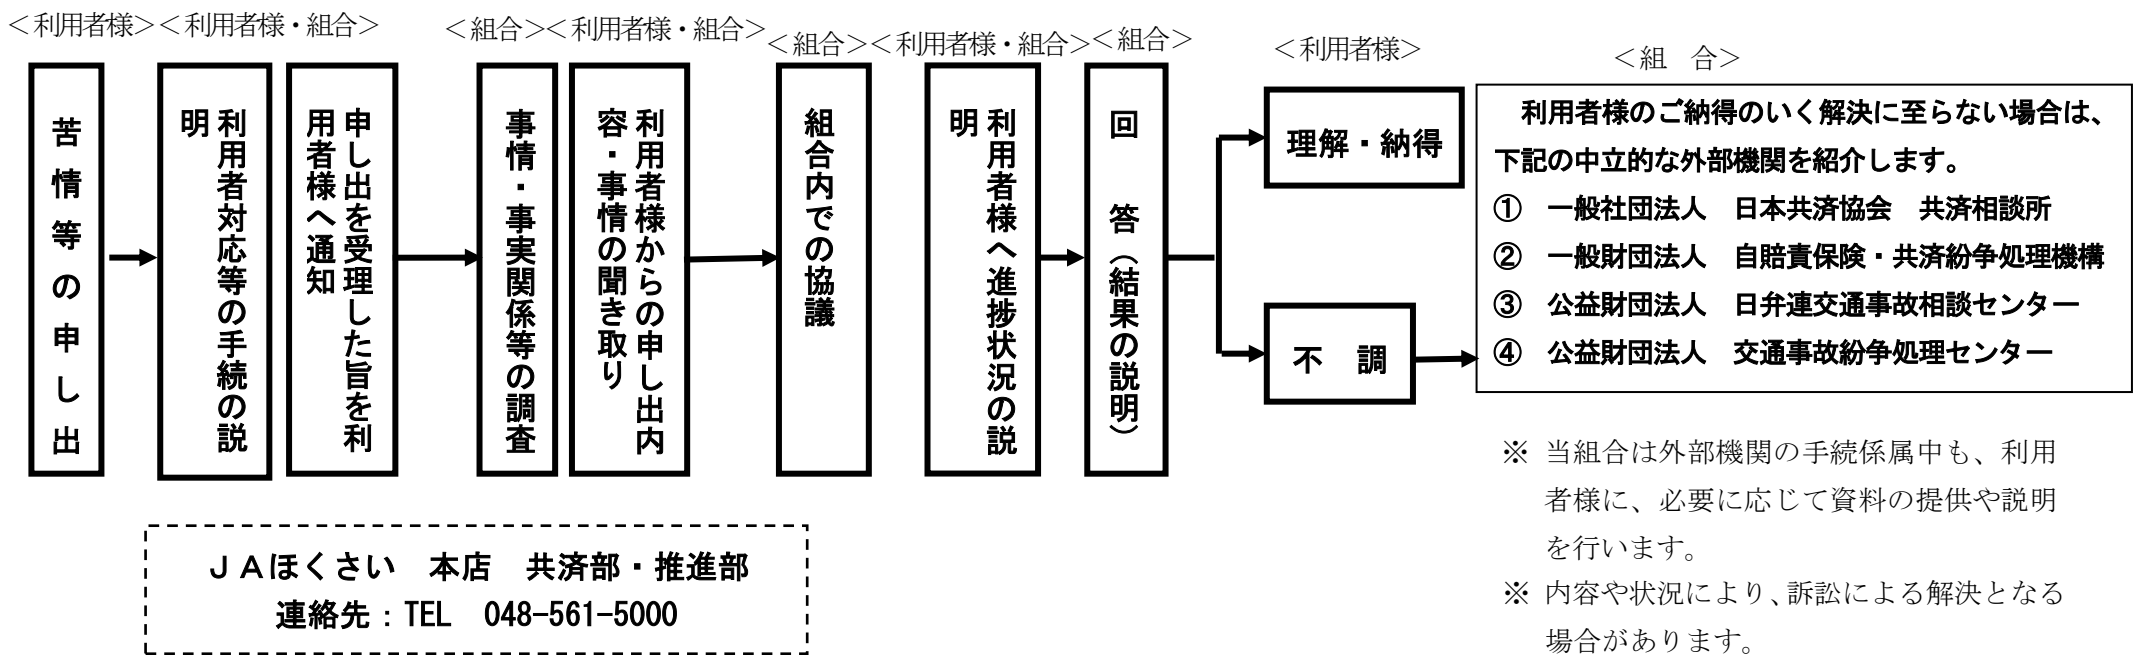 ＜利用者様＞
＜利用者様・組合＞
＜組合＞
＜利用者様・組合＞
＜組合＞
＜利用者様・組合＞
＜組合＞
＜利用者様＞
＜組　合＞
苦情等の申し出
利用者対応等の手続の説
明
申し出を受理した旨を利
用者様へ通知
事情・事実関係等の調査
利用者様からの申し出内
容・事情の聞き取り
組合内での協議
利用者様へ進捗状況の説
明
回　答（結果の説明）
理解・納得
不　調
利用者様のご納得のいく解決に至らない場合は、
下記の中立的な外部機関を紹介します。
①　一般社団法人　日本共済協会　共済相談所
②　一般財団法人　自賠責保険・共済紛争処理機構
③　公益財団法人　日弁連交通事故相談センター
④　公益財団法人　交通事故紛争処理センター
※ 当組合は外部機関の手続係属中も、利用
者様に、必要に応じて資料の提供や説明
を行います。
※ 内容や状況により、訴訟による解決となる
場合があります。
ＪＡほくさい　本店　共済部・推進部
連絡先：TEL　048-561-5000